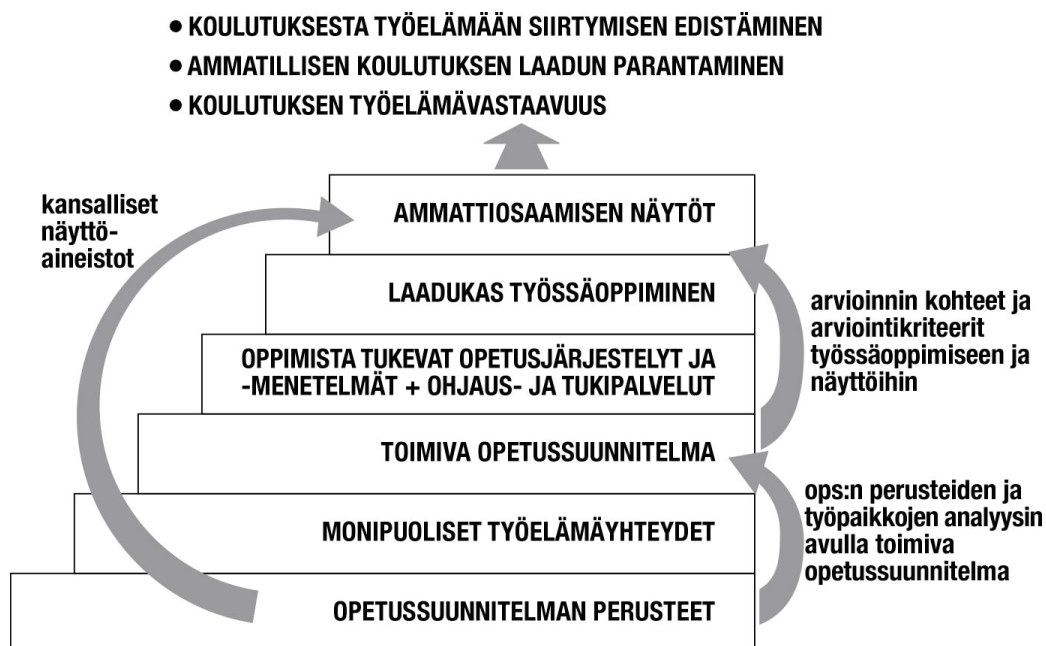 • KOULUTUKSESTA TYÖELÄMÄÄN SIIRTYMISEN EDISTÄMINEN
• AMMATILLISEN KOULUTUKSEN LAADUN PARANTAMINEN
• KOULUTUKSEN TYÖELÄMÄVASTAAVUUS
kansalliset
näyttö-
aineistot
AMMATTIOSAAMISEN NÄYTÖT
LAADUKAS TYÖSSÄOPPIMINEN
OPPIMISTA TUKEVAT OPETUSJÄRJESTELYT JA
-MENETELMÄT + OHJAUS- JA TUKIPALVELUT
arvioinnin kohteet ja
arviointikriteerit
työssäoppimiseen ja
näyttöihin
TOIMIVA OPETUSSUUNNITELMA
MONIPUOLISET TYÖELÄMÄYHTEYDET
ops:n perusteiden ja
työpaikkojen analyysin
avulla toimiva
opetussuunnitelma
OPETUSSUUNNITELMAN PERUSTEET